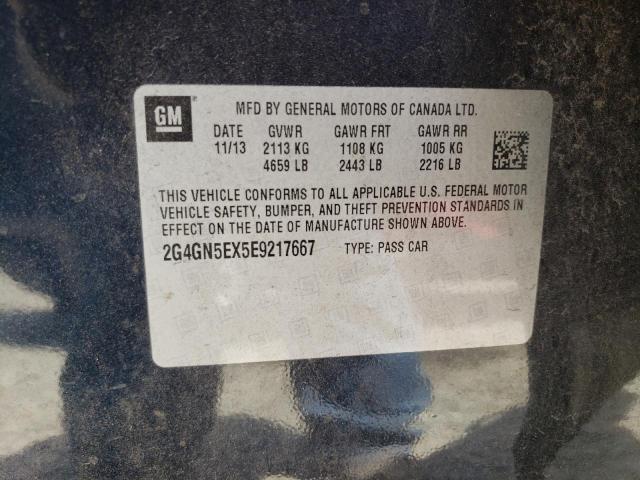 GM
MFD BY GENERAL MOTORS OF CANADA LTD.
DATE GVWR GAWR FRT GAWR RR
11/13 2113 KG 1108 KG 1005 KG
4659 LB 2443 LB 2216 LB
THIS VEHICLE CONFORMS TO ALL APPLICABLE U.S. FEDERAL MOTOR
VEHICLE SAFETY, BUMPER, AND THEFT PREVENTION STANDARDS IN
EFFECT ON THE DATE OF MANUFACTURE SHOWN ABOVE.
2G4GN5EX5E9217667 TYPE: PASS CAR